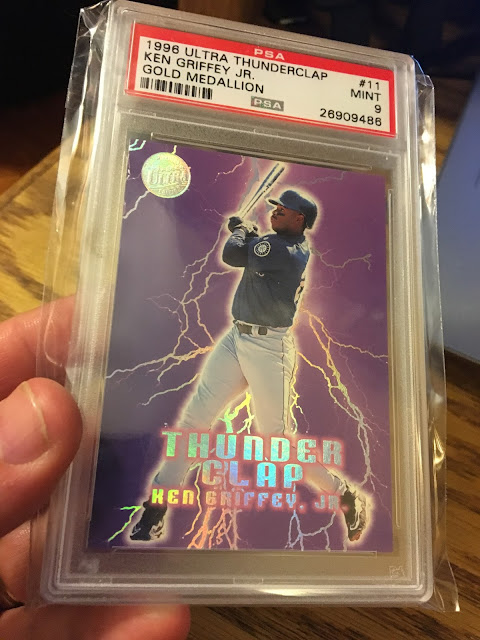 PSA
1996 ULTRA THUNDERCLAP #11
KEN GRIFFEY JR. MINT
GOLD MEDALLION 9
PSA 26909486
THUNDER
CLAP
KEN GRIFFEY, JR.